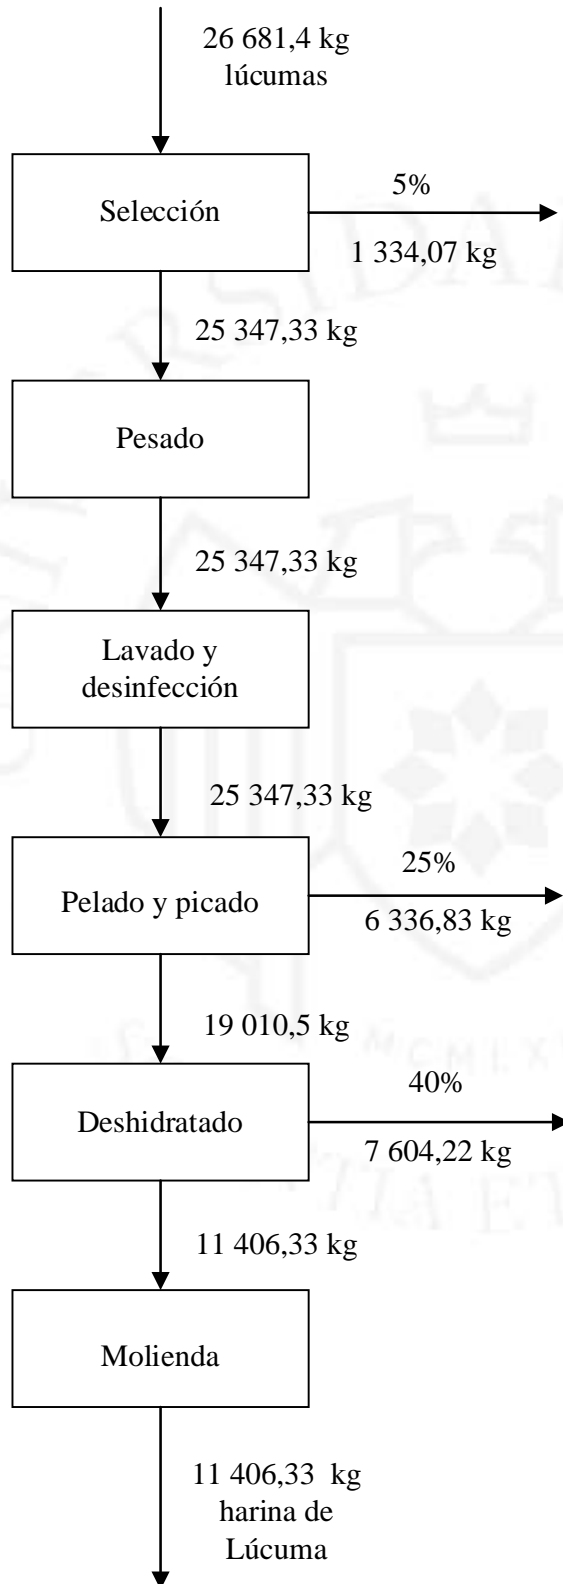 26 681,4 kg
lúcumas
Selección
5%
1 334,07 kg
25 347,33 kg
Pesado
25 347,33 kg
Lavado y
desinfección
25 347,33 kg
Pelado y picado
25%
6 336,83 kg
19 010,5 kg
Deshidratado
40%
7 604,22 kg
11 406,33 kg
Molienda
11 406,33 kg
harina de
Lúcuma